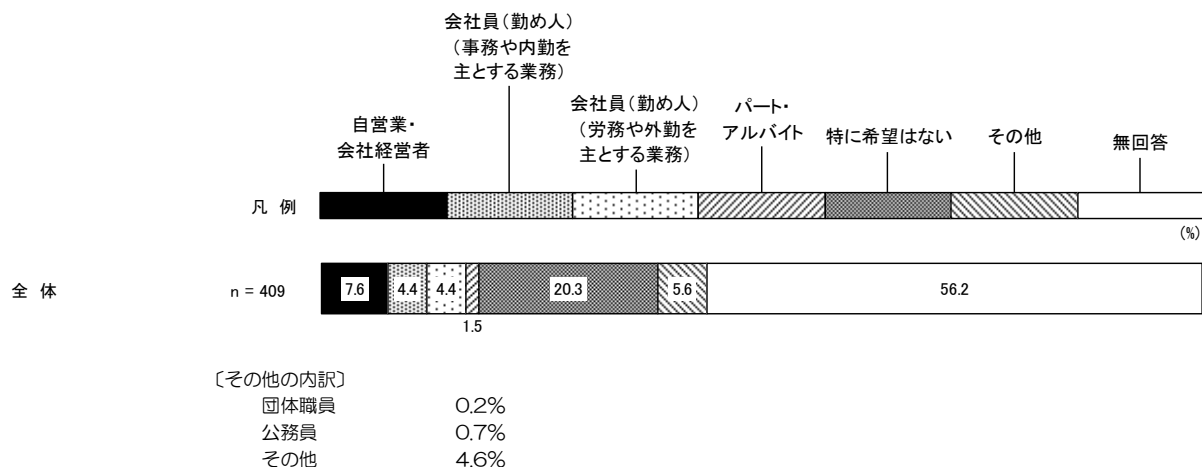 会社員(勤め人)
(事務や内勤を
主とする業務)
会社員(勤め人)
(労務や外勤を
主とする業務)
パート・
アルバイト
自営業・
会社経営者
特に希望はない
その他
無回答
凡 例
(%)
全 体
n = 409
7.6
4.4
4.4
1.5
20.3
5.6
56.2
〔その他の内訳〕
団体職員 0.2%
公務員 0.7%
その他 4.6%